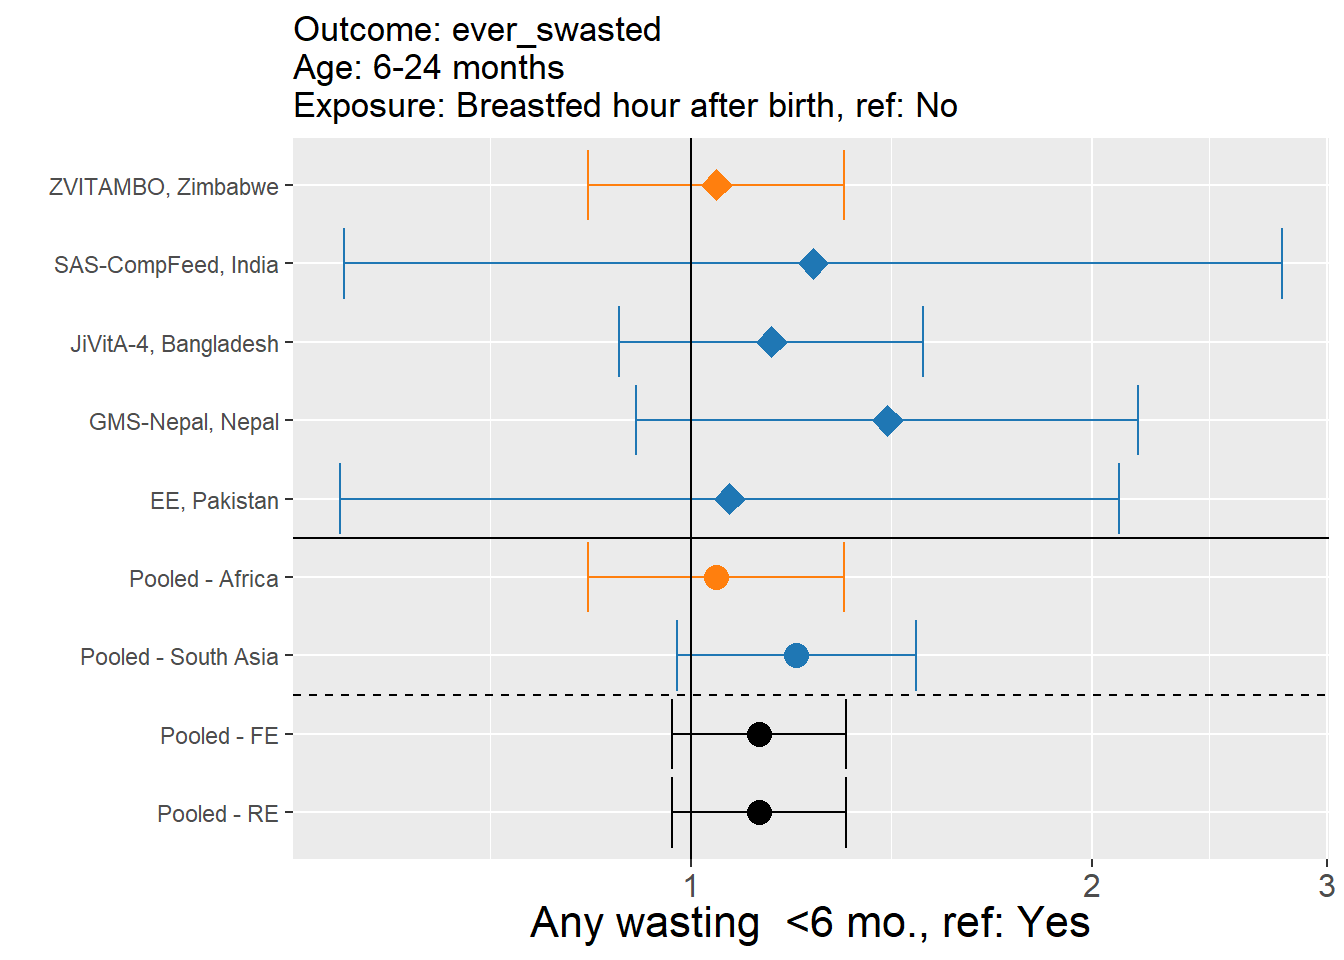 Outcome: ever_swasted
Age: 6-24 months
Exposure: Breastfed hour after birth, ref: No
ZVITAMBO, Zimbabwe
SAS-CompFeed, India
JiVitA-4, Bangladesh
GMS-Nepal, Nepal
EE, Pakistan
Pooled - Africa
Pooled - South Asia
Pooled - FE
Pooled - RE
1 2 3
Any wasting  <6 mo., ref: Yes